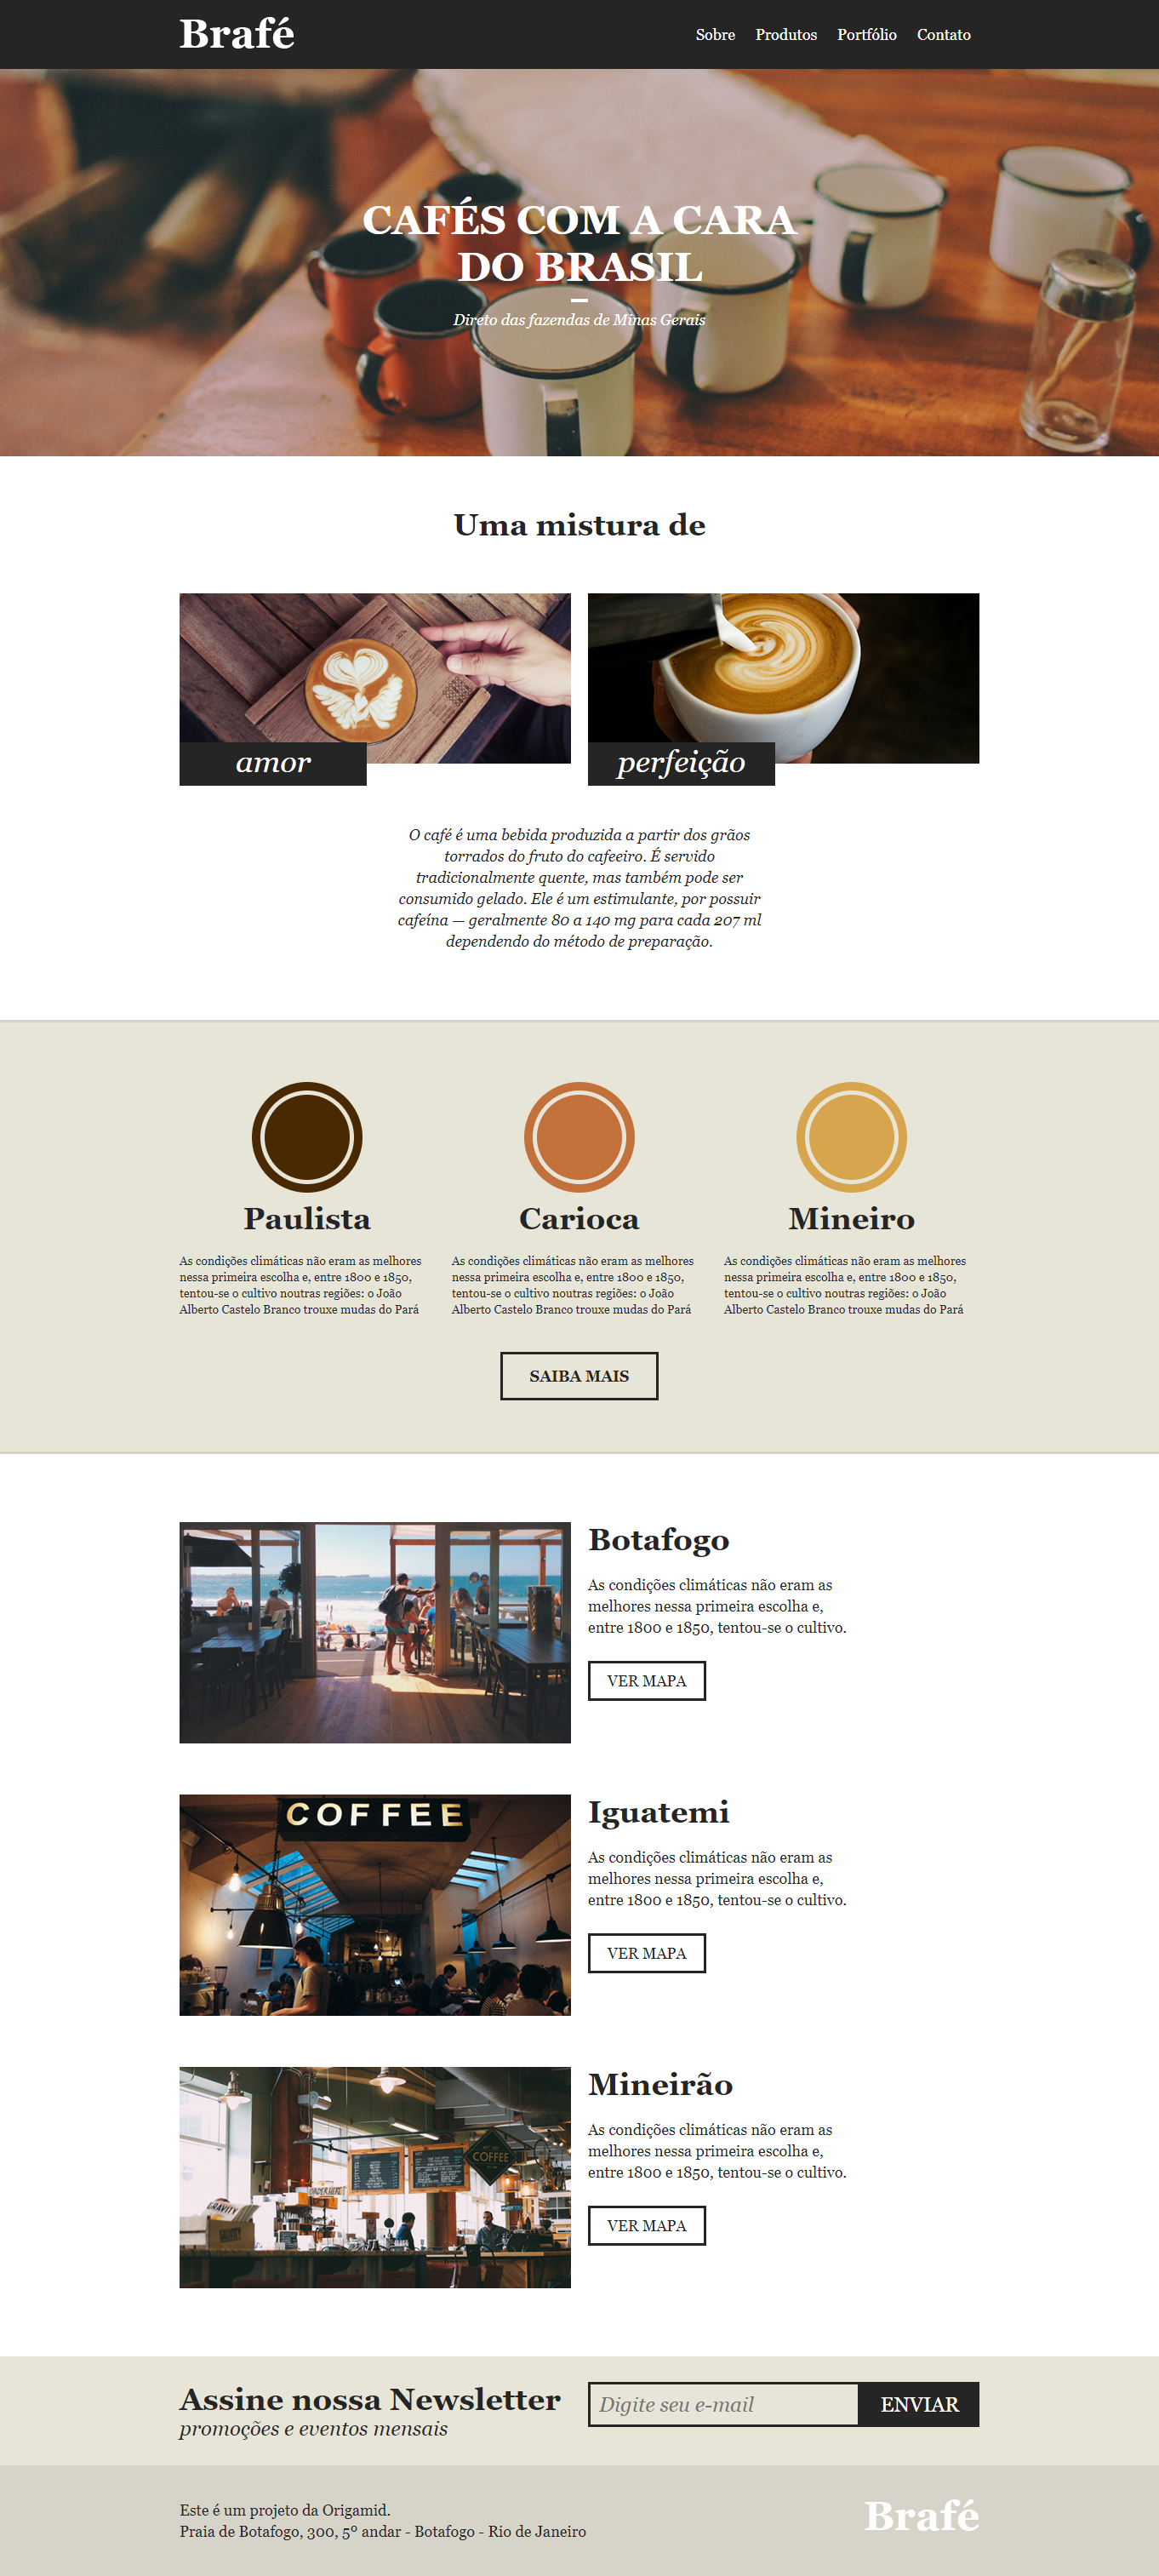 Brafé
Sobre Produtos Portfólio Contato
CAFÉS COM A CARA
DO BRASIL
Direto das fazendas de Minas Gerais
Uma mistura de
amor
perfeição
O café é uma bebida produzida a partir dos grãos
torrados do fruto do cafeeiro. É servido
tradicionalmente quente, mas também pode ser
consumido gelado. Ele é um estimulante, por possuir
cafeína — geralmente 80 a 140 mg para cada 207 ml
dependendo do método de preparação.
Paulista
As condições climáticas não eram as melhores
nessa primeira escolha e, entre 1800 e 1850,
tentou-se o cultivo noutras regiões: o João
Alberto Castelo Branco trouxe mudas do Pará
Carioca
As condições climáticas não eram as melhores
nessa primeira escolha e, entre 1800 e 1850,
tentou-se o cultivo noutras regiões: o João
Alberto Castelo Branco trouxe mudas do Pará
Mineiro
As condições climáticas não eram as melhores
nessa primeira escolha e, entre 1800 e 1850,
tentou-se o cultivo noutras regiões: o João
Alberto Castelo Branco trouxe mudas do Pará
SAIBA MAIS
Botafogo
As condições climáticas não eram as
melhores nessa primeira escolha e,
entre 1800 e 1850, tentou-se o cultivo.
VER MAPA
COFFEE
Iguatemi
As condições climáticas não eram as
melhores nessa primeira escolha e,
entre 1800 e 1850, tentou-se o cultivo.
VER MAPA
COFFEE
ORDER HERE
GRAVITY
GRAVITY
Mineirão
As condições climáticas não eram as
melhores nessa primeira escolha e,
entre 1800 e 1850, tentou-se o cultivo.
VER MAPA
Assine nossa Newsletter
promoções e eventos mensais
Digite seu e-mail
ENVIAR
Este é um projeto da Origamid.
Praia de Botafogo, 300, 5º andar - Botafogo - Rio de Janeiro
Brafé